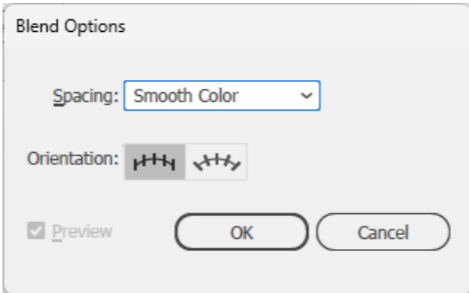 Blend Options
Spacing: Smooth Color
Orientation:
Preview
OK
Cancel